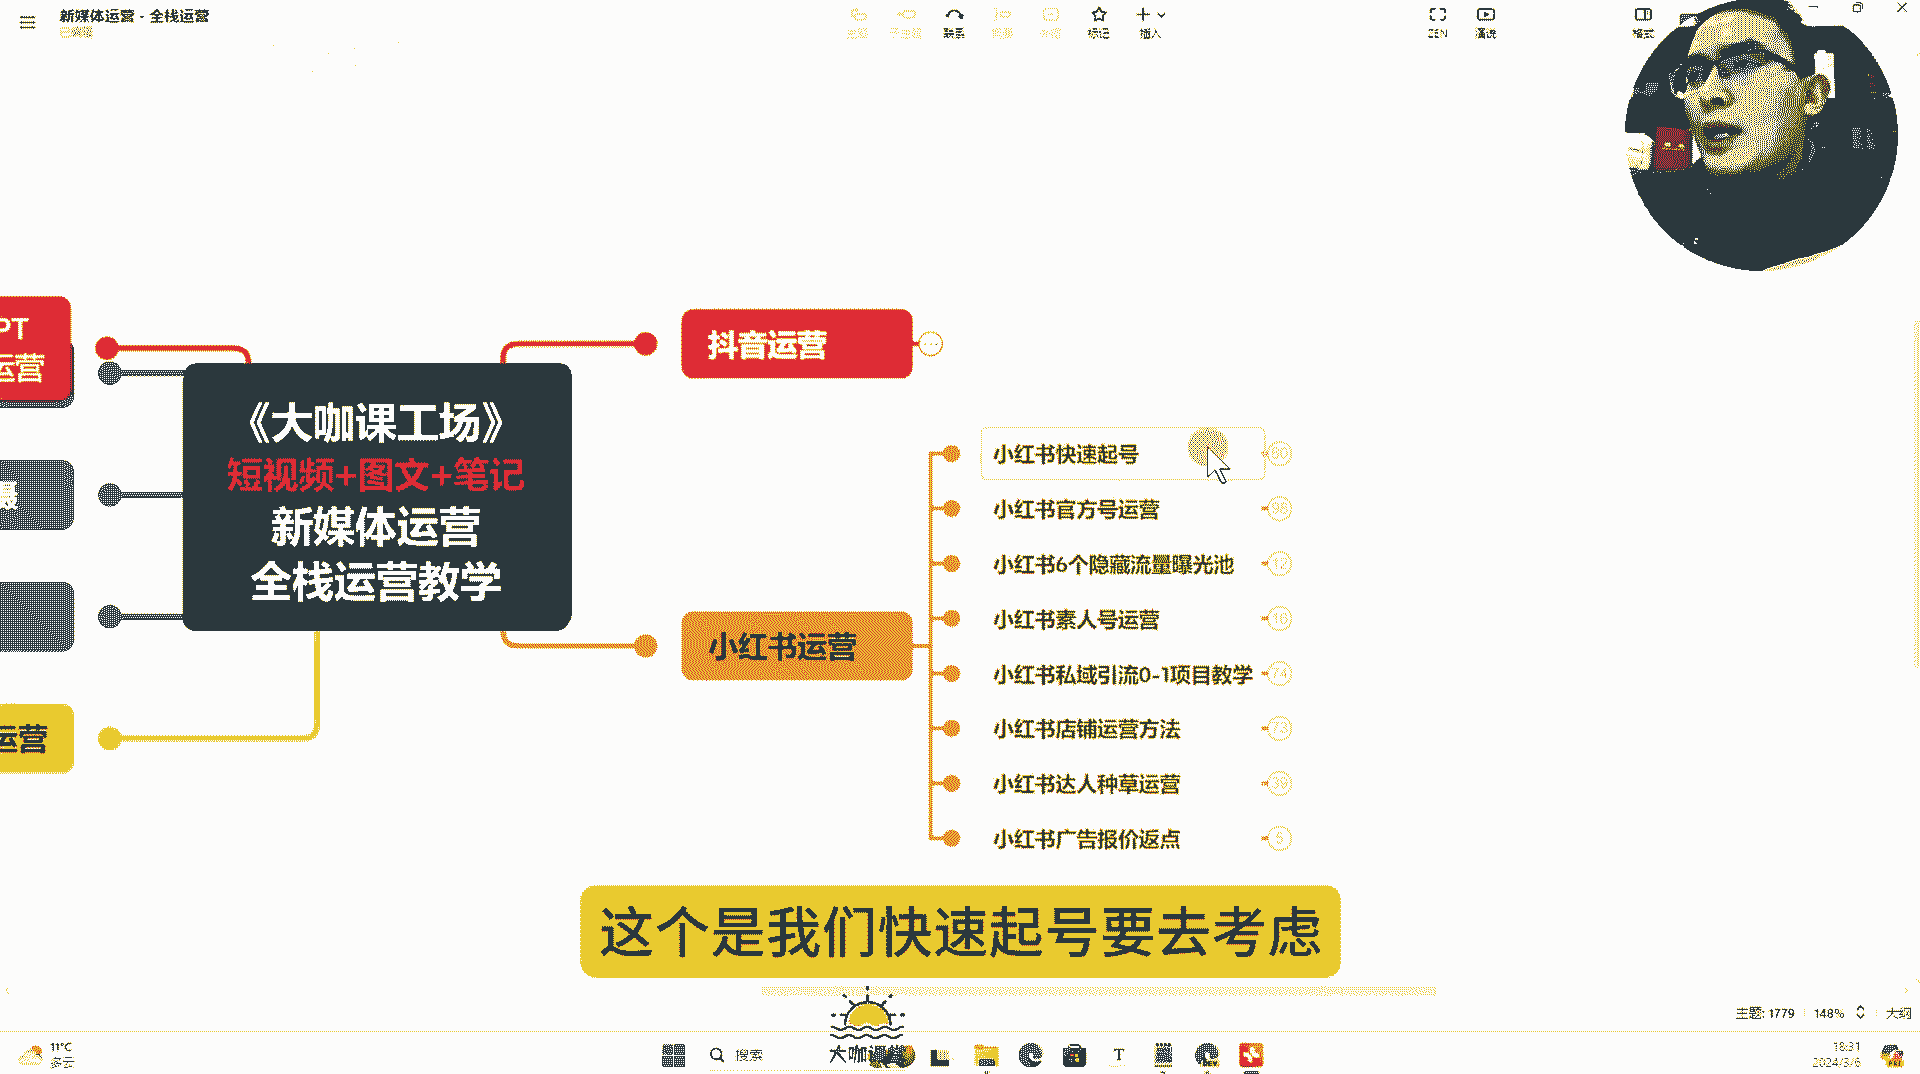 新媒体运营 - 全栈运营
已编辑
联系
标记
插入
ZEN
演说
格式
PT
运营
抖音运营
《大咖课工场》
短视频+图文+笔记
新媒体运营
全栈运营教学
小红书运营
小红书快速起号 80
小红书官方号运营 98
小红书6个隐藏流量曝光池 12
小红书素人号运营 16
小红书私域引流0-1项目教学 74
小红书店铺运营方法 73
小红书达人种草运营 39
小红书广告报价返点 5
运营
这个是我们快速起号要去考虑
主题: 1779 148% 大纲
11°C
多云
搜索
18:31
2024/3/6